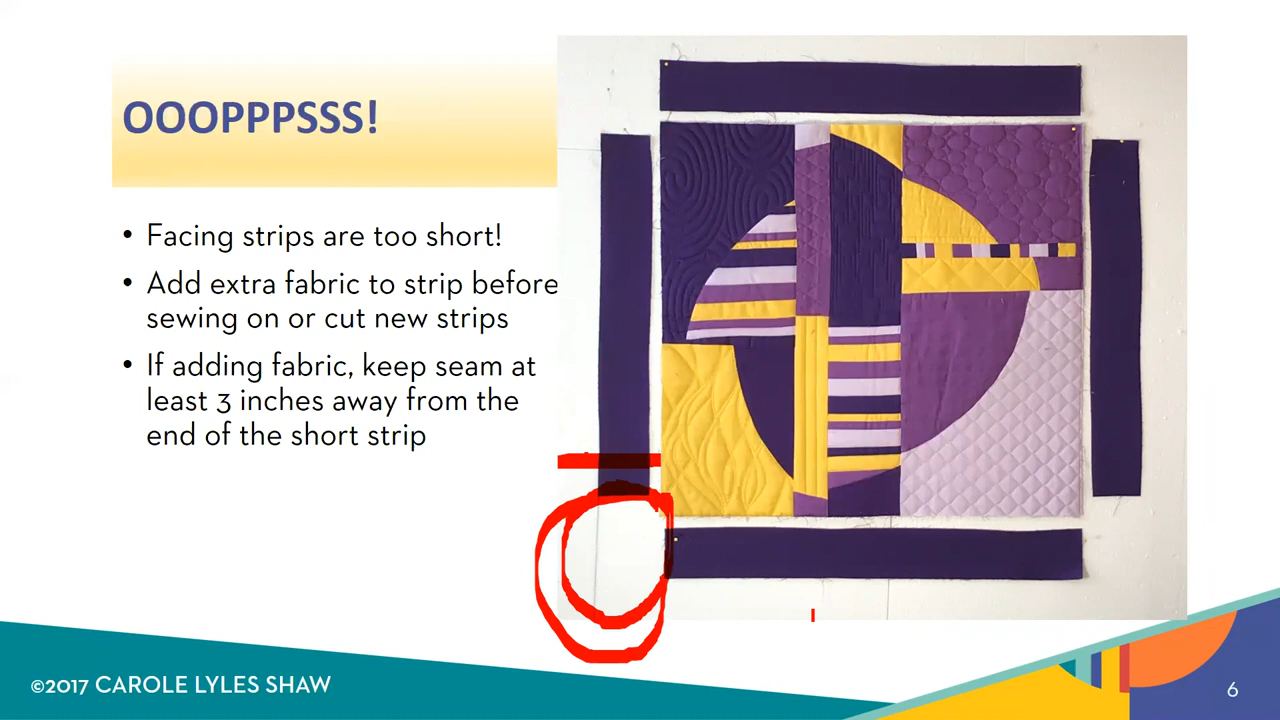 OOOPPPSSS!
• Facing strips are too short!
• Add extra fabric to strip before
sewing on or cut new strips
• If adding fabric, keep seam at
least 3 inches away from the
end of the short strip
©2017 CAROLE LYLES SHAW
6